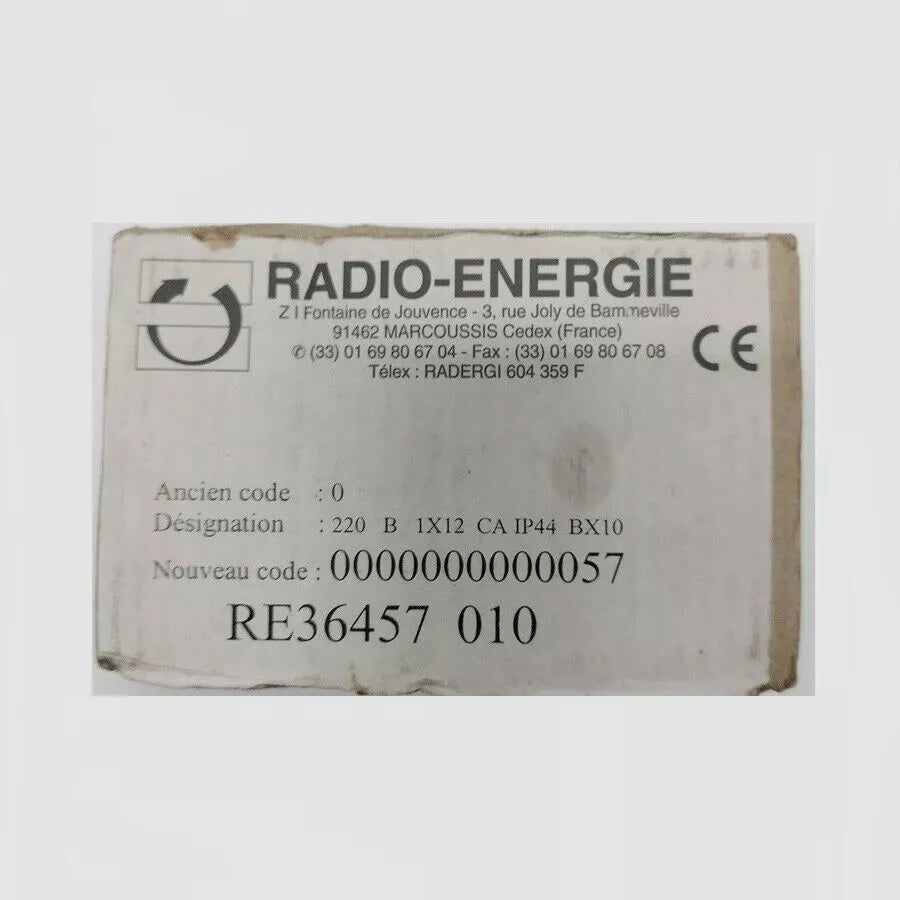 RADIO-ENERGIE
Z I Fontaine de Jouvence - 3, rue Joly de Bammeville
91462 MARCOUSSIS Cedex (France)
✆ (33) 01 69 80 67 04 - Fax : (33) 01 69 80 67 08
Télex : RADERGI 604 359 F
CE
Ancien code : 0
Désignation : 220 B 1X12 CA IP44 BX10
Nouveau code : 0000000000057
RE36457 010